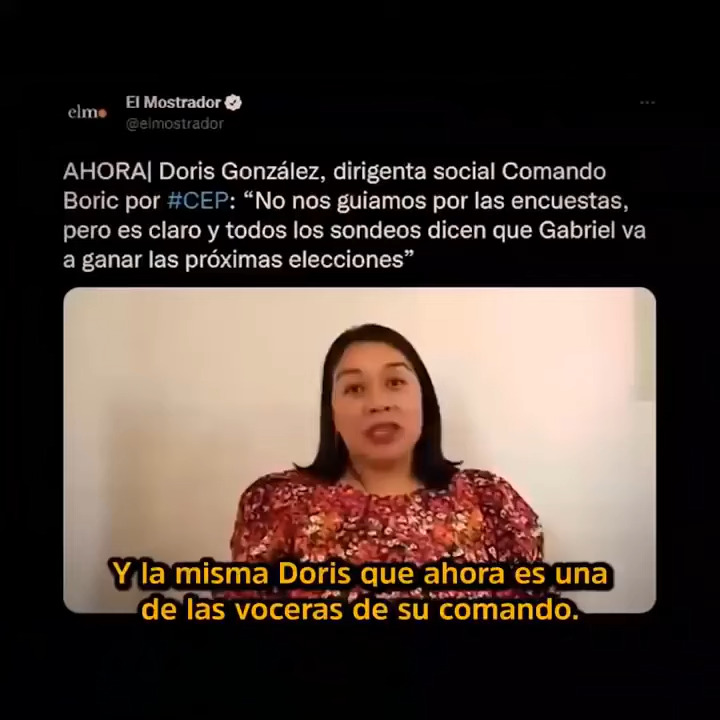 elmo
El Mostrador
@elmostrador
AHORA| Doris González, dirigenta social Comando
Boric por #CEP: “No nos guiamos por las encuestas,
pero es claro y todos los sondeos dicen que Gabriel va
a ganar las próximas elecciones”
Y la misma Doris que ahora es una
de las voceras de su comando.